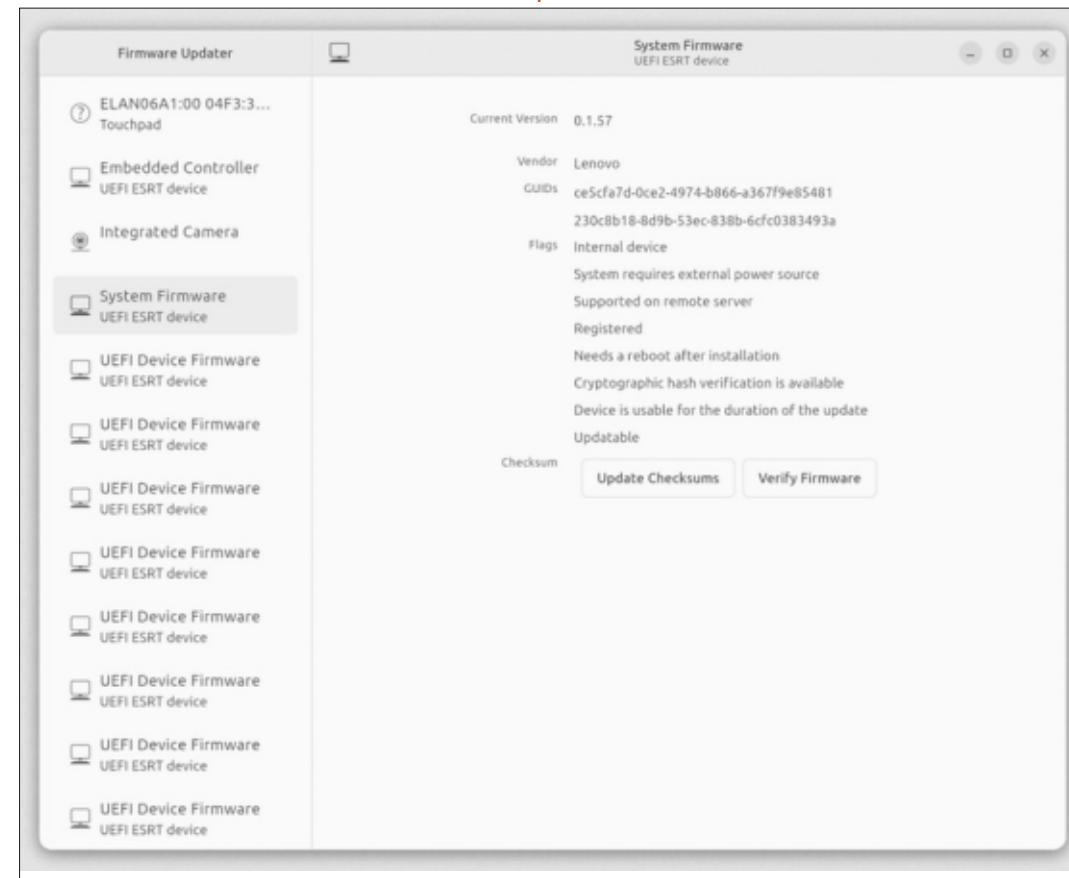 Firmware Updater
System Firmware
UEFI ESRT device
ELAN06A1:00 04F3:3...
Touchpad
Embedded Controller
UEFI ESRT device
Integrated Camera
System Firmware
UEFI ESRT device
UEFI Device Firmware
UEFI ESRT device
UEFI Device Firmware
UEFI ESRT device
UEFI Device Firmware
UEFI ESRT device
UEFI Device Firmware
UEFI ESRT device
UEFI Device Firmware
UEFI ESRT device
UEFI Device Firmware
UEFI ESRT device
UEFI Device Firmware
UEFI ESRT device
UEFI Device Firmware
UEFI ESRT device
Current Version 0.1.57
Vendor Lenovo
GUIDs ce5cfa7d-0ce2-4974-b866-a367f9e85481
230c8b18-8d9b-53ec-838b-6cfc0383493a
Flags Internal device
System requires external power source
Supported on remote server
Registered
Needs a reboot after installation
Cryptographic hash verification is available
Device is usable for the duration of the update
Updatable
Checksum Update Checksums Verify Firmware